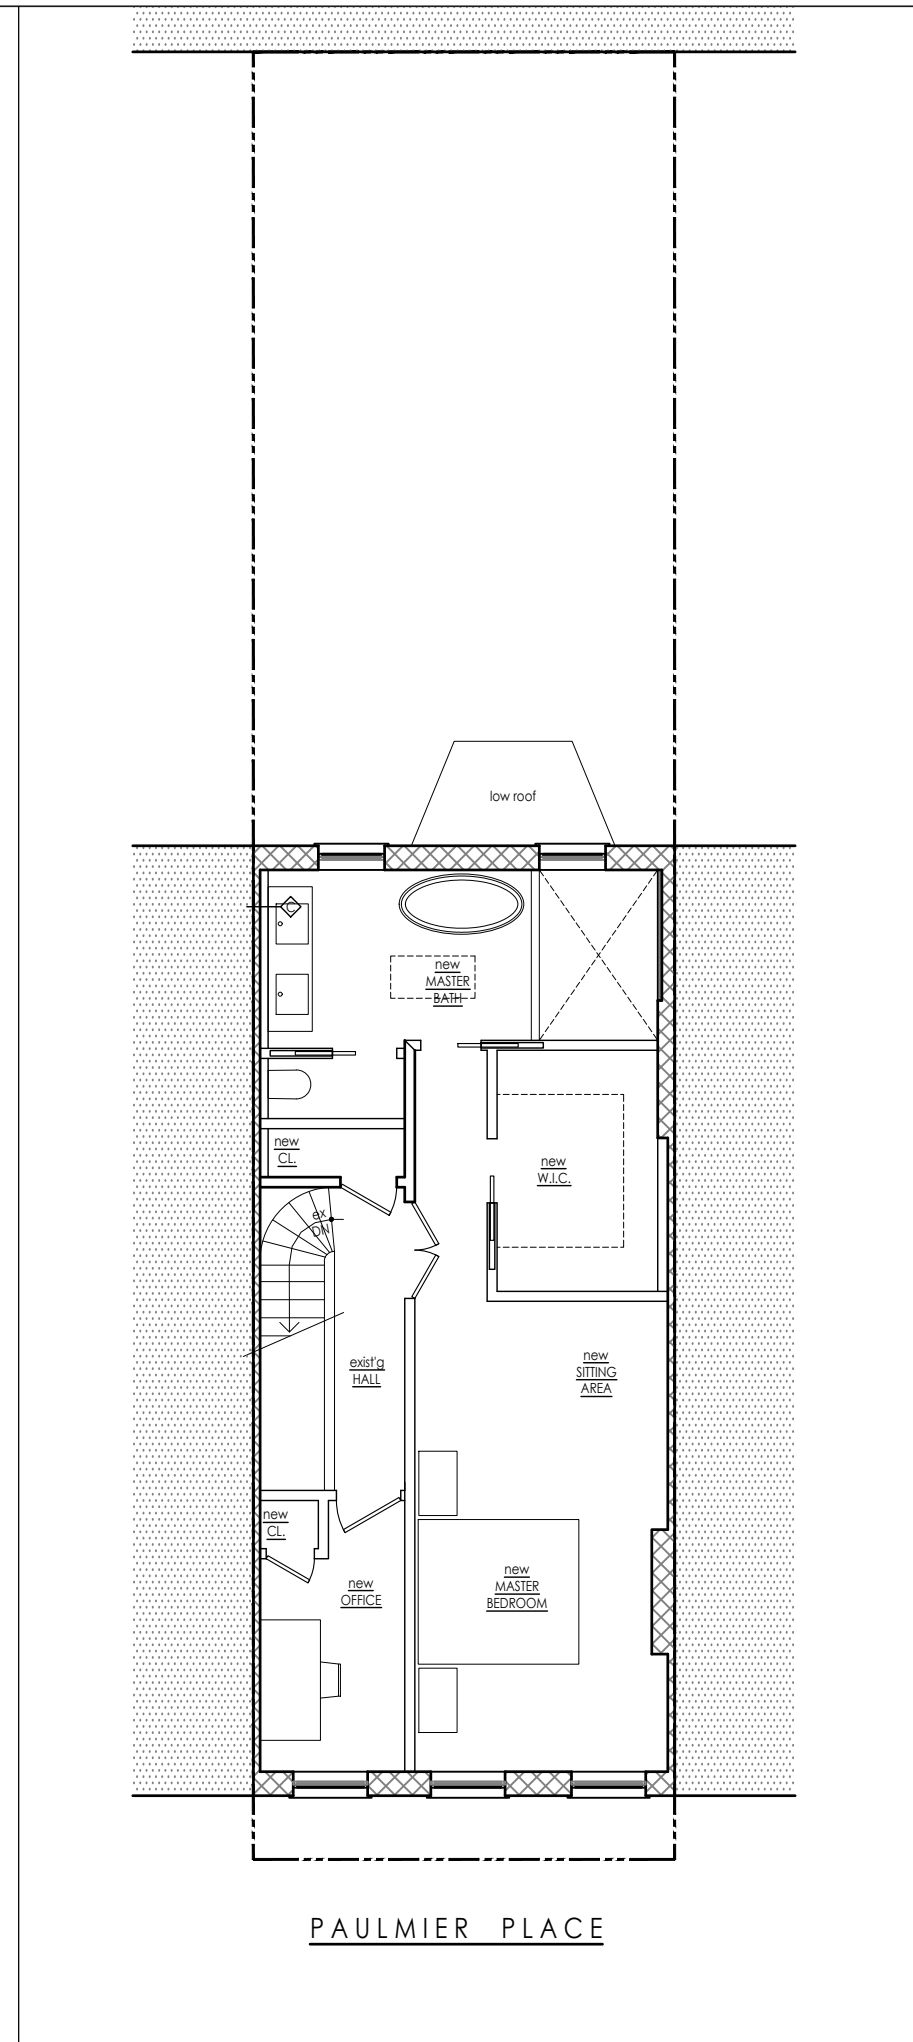 low roof
C
new
MASTER
BATH
new
CL.
new
W.I.C.
ex
DN
exist'g
HALL
new
SITTING
AREA
new
CL.
new
OFFICE
new
MASTER
BEDROOM
PAULMIER PLACE